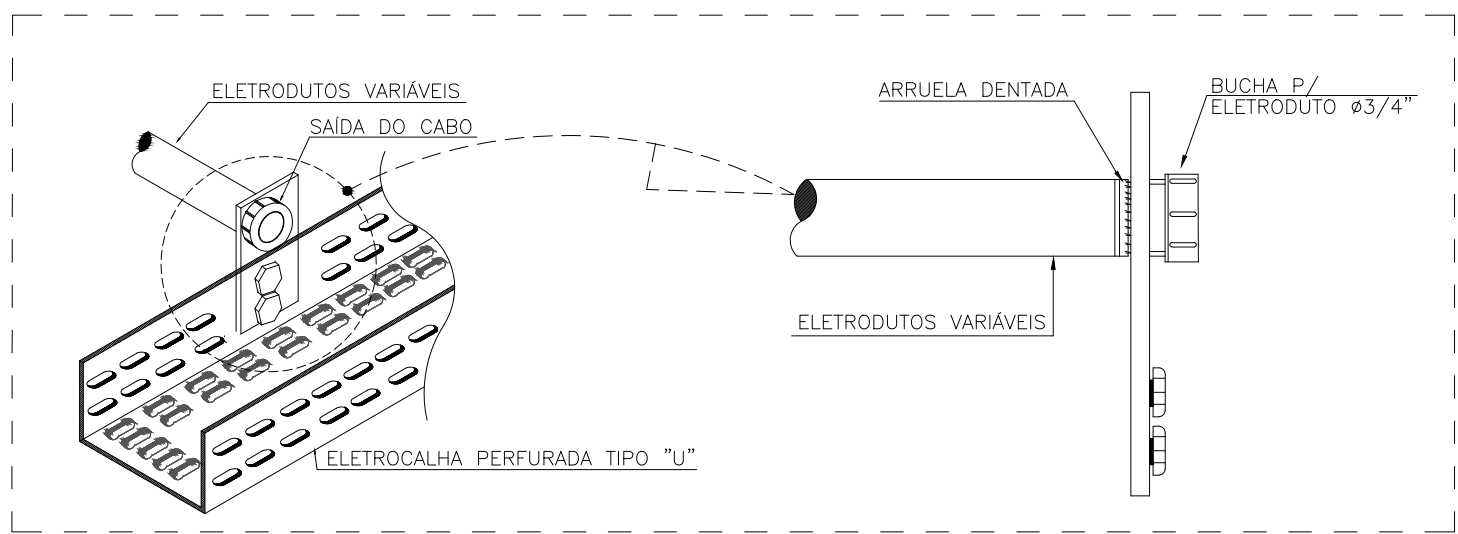 ELETRODUTOS VARIÁVEIS
SAÍDA DO CABO
ELETROCALHA PERFURADA TIPO "U"
ARRUELA DENTADA
BUCHA P/
ELETRODUTO ø3/4"
ELETRODUTOS VARIÁVEIS